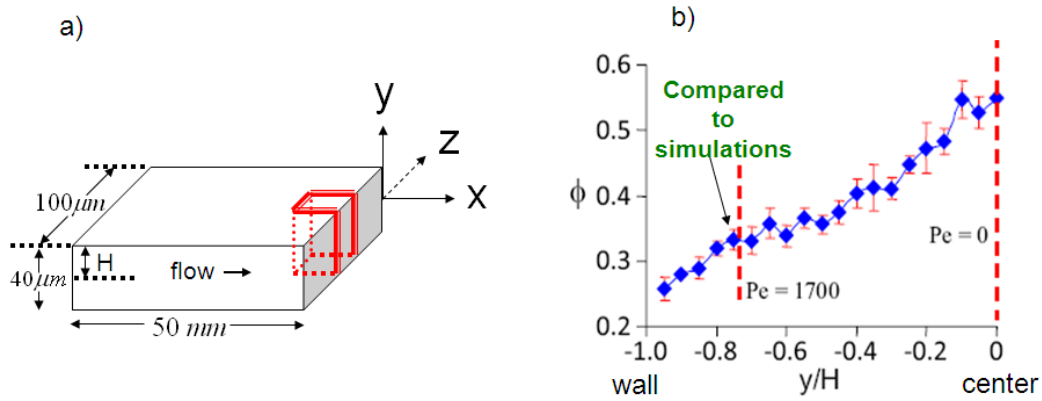 a)
y
z
x
100μm
H
40μm
flow
50 mm
b)
0.6
Compared
to
simulations
0.5
ϕ
0.4
Pe = 0
0.3
Pe = 1700
0.2
-1.0 -0.8 -0.6 -0.4 -0.2 0
wall y/H center